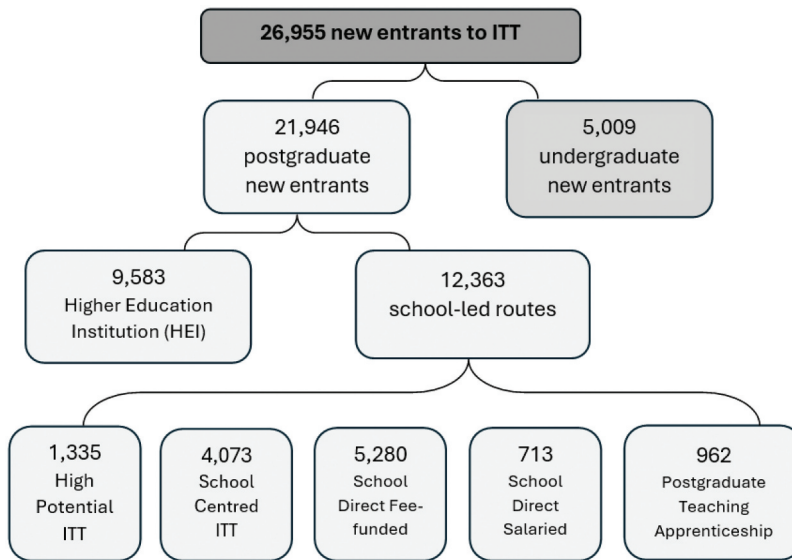 26,955 new entrants to ITT
21,946
postgraduate
new entrants
5,009
undergraduate
new entrants
9,583
Higher Education
Institution (HEI)
12,363
school-led routes
1,335
High
Potential
ITT
4,073
School
Centred
ITT
5,280
School
Direct Fee-
funded
713
School
Direct
Salaried
962
Postgraduate
Teaching
Apprenticeship